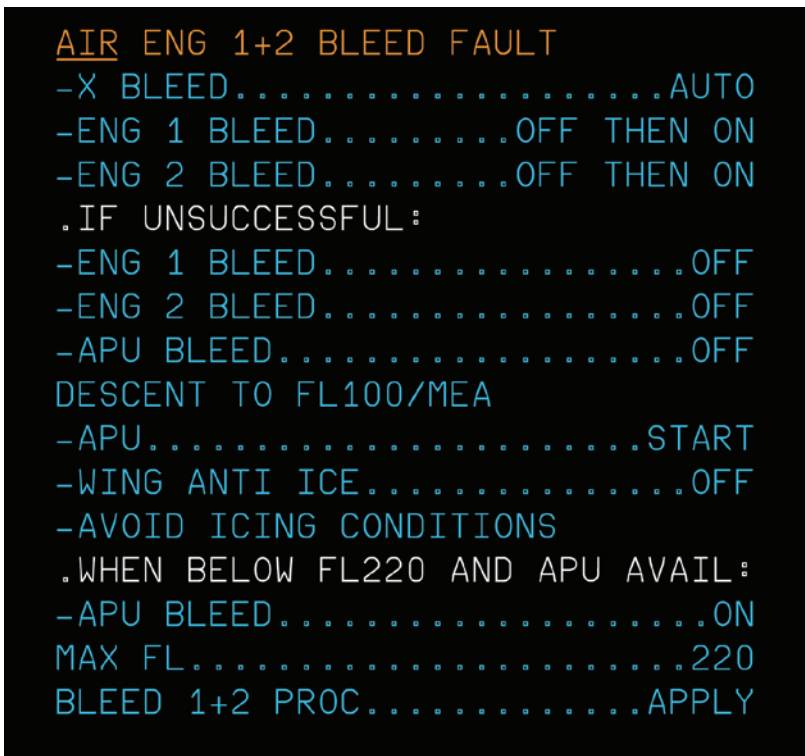 AIR ENG 1+2 BLEED FAULT
-X BLEED......................AUTO
-ENG 1 BLEED.........OFF THEN ON
-ENG 2 BLEED.........OFF THEN ON
.IF UNSUCCESSFUL:
-ENG 1 BLEED.................OFF
-ENG 2 BLEED.................OFF
-APU BLEED...................OFF
DESCENT TO FL100/MEA
-APU.......................START
-WING ANTI ICE...............OFF
-AVOID ICING CONDITIONS
.WHEN BELOW FL220 AND APU AVAIL:
-APU BLEED....................ON
MAX FL.......................220
BLEED 1+2 PROC.............APPLY